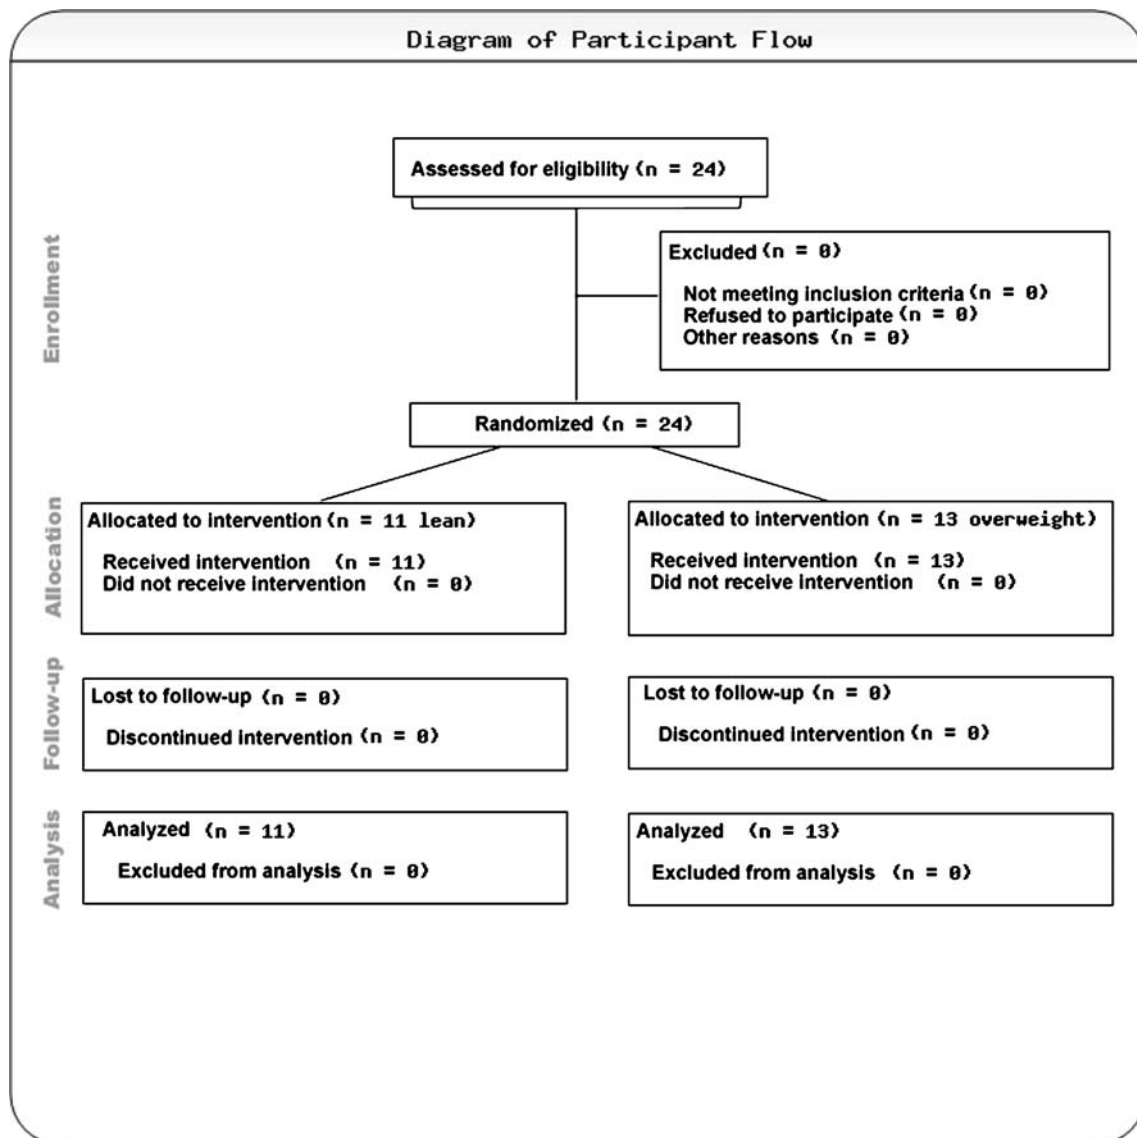 Diagram of Participant Flow
Assessed for eligibility (n = 24)
Enrollment
Excluded (n = 0)
Not meeting inclusion criteria (n = 0)
Refused to participate (n = 0)
Other reasons (n = 0)
Randomized (n = 24)
Allocation
Allocated to intervention (n = 11 lean)
Received intervention (n = 11)
Did not receive intervention (n = 0)
Allocated to intervention (n = 13 overweight)
Received intervention (n = 13)
Did not receive intervention (n = 0)
Follow-up
Lost to follow-up (n = 0)
Discontinued intervention (n = 0)
Lost to follow-up (n = 0)
Discontinued intervention (n = 0)
Analysis
Analyzed (n = 11)
Excluded from analysis (n = 0)
Analyzed (n = 13)
Excluded from analysis (n = 0)